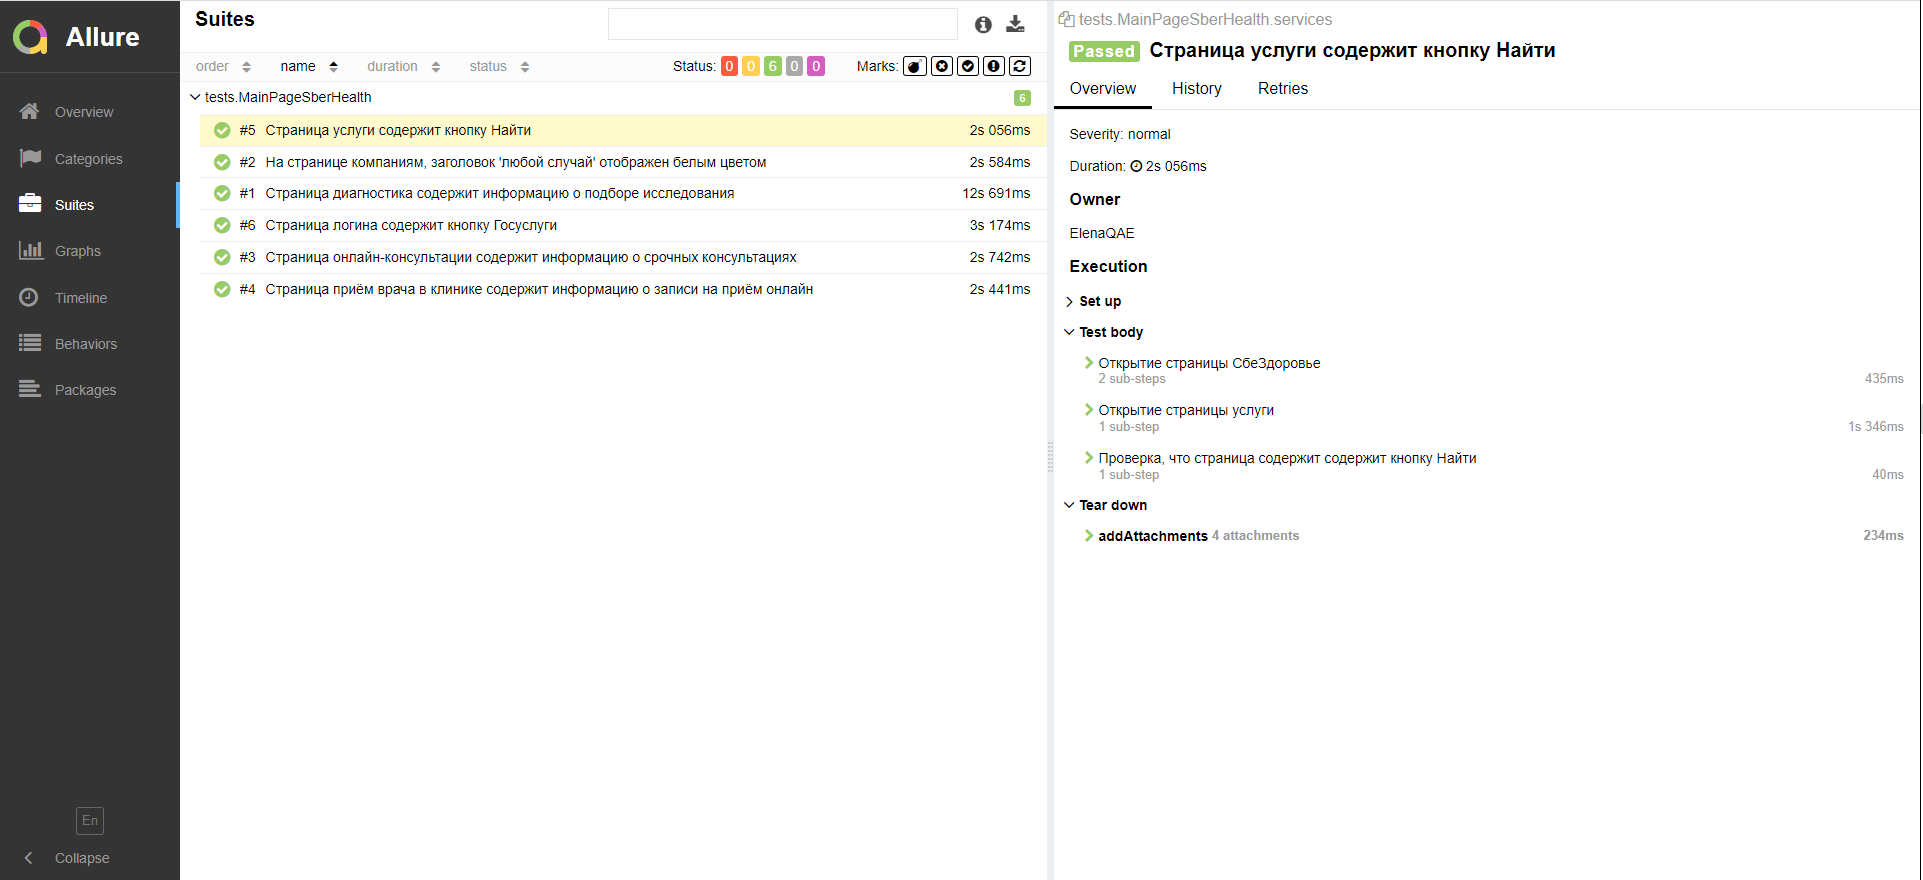 Allure
Overview
Categories
Suites
Graphs
Timeline
Behaviors
Packages
En
Collapse
Suites
order name duration status Status: 0 0 6 0 0 Marks:
tests.MainPageSberHealth 6
#5 Страница услуги содержит кнопку Найти 2s 056ms
#2 На странице компаниям, заголовок 'любой случай' отображен белым цветом 2s 584ms
#1 Страница диагностика содержит информацию о подборе исследования 12s 691ms
#6 Страница логина содержит кнопку Госуслуги 3s 174ms
#3 Страница онлайн-консультации содержит информацию о срочных консультациях 2s 742ms
#4 Страница приём врача в клинике содержит информацию о записи на приём онлайн 2s 441ms
tests.MainPageSberHealth.services
Passed Страница услуги содержит кнопку Найти
Overview History Retries
Severity: normal
Duration: 2s 056ms
Owner
ElenaQAE
Execution
Set up
Test body
Открытие страницы СбеЗдоровье
2 sub-steps 435ms
Открытие страницы услуги
1 sub-step 1s 346ms
Проверка, что страница содержит содержит кнопку Найти
1 sub-step 40ms
Tear down
addAttachments 4 attachments 234ms